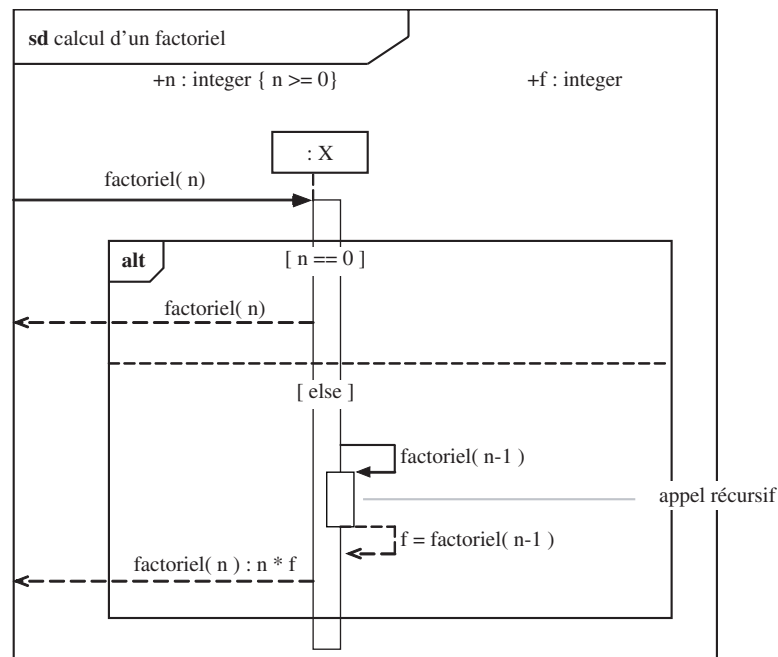 sd calcul d'un factoriel
+n : integer { n >= 0} +f : integer
: X
factoriel( n)
alt [ n == 0 ]
factoriel( n)
[ else ]
factoriel( n-1 )
appel récursif
f = factoriel( n-1 )
factoriel( n ) : n * f